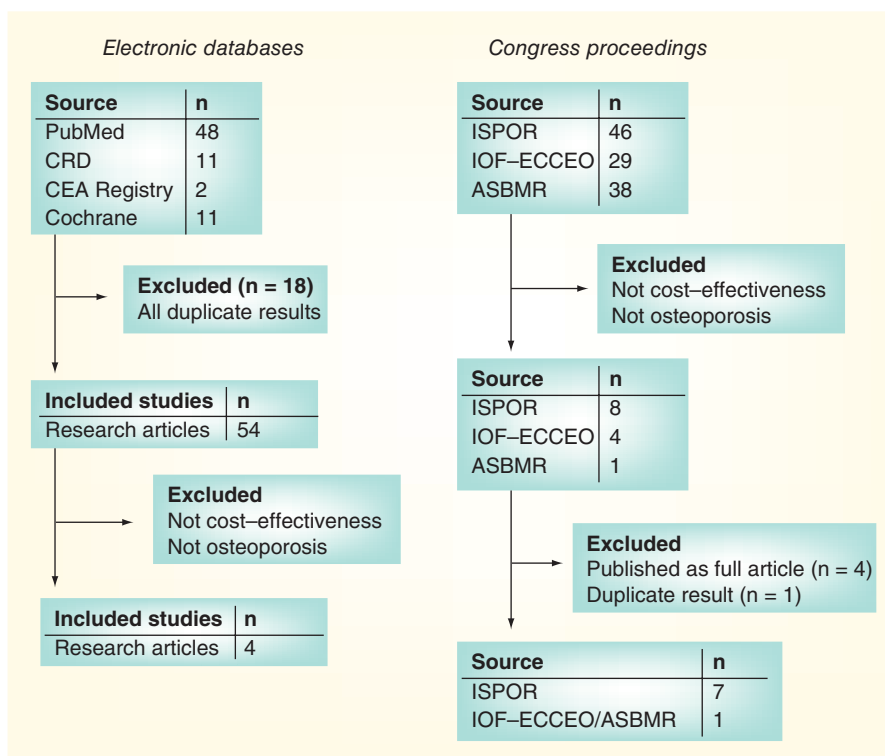 Electronic databases
Source n
PubMed 48
CRD 11
CEA Registry 2
Cochrane 11
Excluded (n = 18)
All duplicate results
Included studies n
Research articles 54
Excluded
Not cost–effectiveness
Not osteoporosis
Included studies n
Research articles 4
Congress proceedings
Source n
ISPOR 46
IOF–ECCEO 29
ASBMR 38
Excluded
Not cost–effectiveness
Not osteoporosis
Source n
ISPOR 8
IOF–ECCEO 4
ASBMR 1
Excluded
Published as full article (n = 4)
Duplicate result (n = 1)
Source n
ISPOR 7
IOF–ECCEO/ASBMR 1